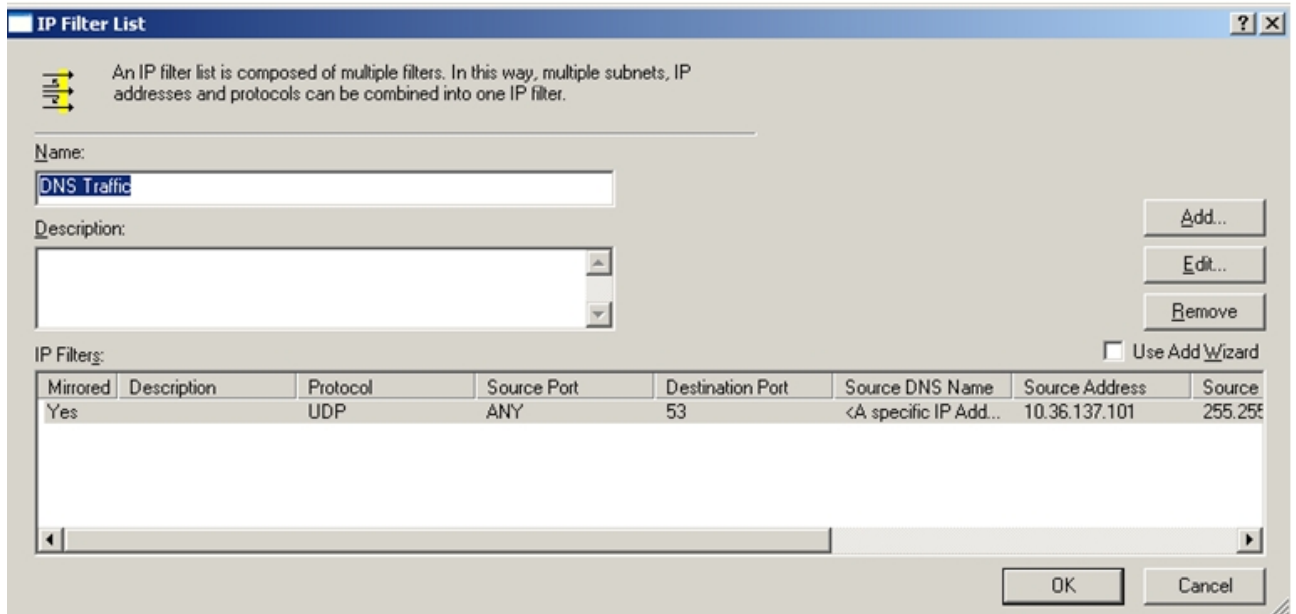 IP Filter List
An IP filter list is composed of multiple filters. In this way, multiple subnets, IP
addresses and protocols can be combined into one IP filter.
Name:
DNS Traffic
Add...
Description:
Edit...
Remove
IP Filters:
Use Add Wizard
Mirrored Description Protocol Source Port Destination Port Source DNS Name Source Address Source
Yes UDP ANY 53 <A specific IP Add... 10.36.137.101 255.255
OK Cancel